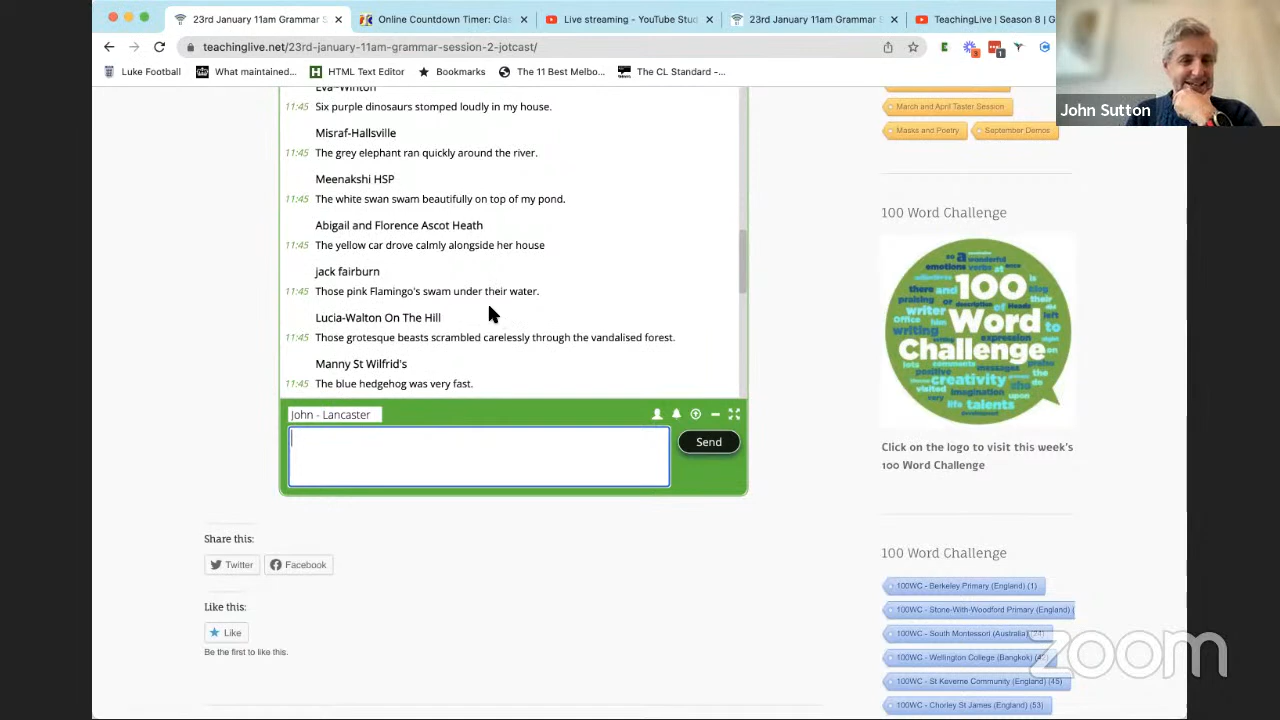 23rd January 11am Grammar S
Online Countdown Timer: Clas
Live streaming - YouTube Stud
23rd January 11am Grammar S
TeachingLive | Season 8 | G
teachinglive.net/23rd-january-11am-grammar-session-2-jotcast/
Luke Football
What maintained...
HTML Text Editor
Bookmarks
The 11 Best Melbo...
The CL Standard -...
John Sutton
Eva-Winton
11:45 Six purple dinosaurs stomped loudly in my house.
Misraf-Hallsville
11:45 The grey elephant ran quickly around the river.
Meenakshi HSP
11:45 The white swan swam beautifully on top of my pond.
Abigail and Florence Ascot Heath
11:45 The yellow car drove calmly alongside her house
jack fairburn
11:45 Those pink Flamingo's swam under their water.
Lucia-Walton On The Hill
11:45 Those grotesque beasts scrambled carelessly through the vandalised forest.
Manny St Wilfrid's
11:45 The blue hedgehog was very fast.
John - Lancaster
Send
Share this:
Twitter
Facebook
Like this:
Like
Be the first to like this.
March and April Taster Session
Masks and Poetry
September Demos
100 Word Challenge
100
Word
Challenge
Click on the logo to visit this week's
100 Word Challenge
100 Word Challenge
100WC - Berkeley Primary (England) (1)
100WC - Stone-With-Woodford Primary (England) (
100WC - South Montessori (Australia)
100WC - Wellington College (Bangkok)
100WC - St Keverne Community (England) (45)
100WC - Chorley St James (England) (53)
zoom